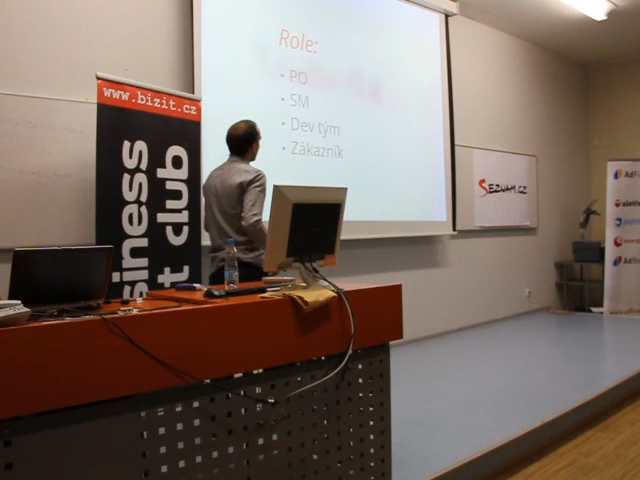 www.bizit.cz
siness
t club
Role:
• PO
• SM
• Dev tým
• Zákazník
SEZNAM.CZ